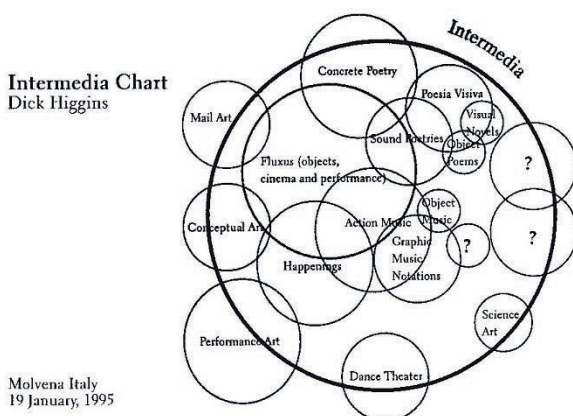 Intermedia Chart
Dick Higgins
Intermedia
Concrete Poetry
Mail Art
Poesia Visiva
Visual
Novels
Sound Poetries
Object
Poems
Fluxus (objects,
cinema and performance)
?
Conceptual Art
Action Music
Object
Music
Graphic
Music
Notations
?
?
Happenings
Performance Art
Science
Art
Dance Theater
Molvena Italy
19 January, 1995